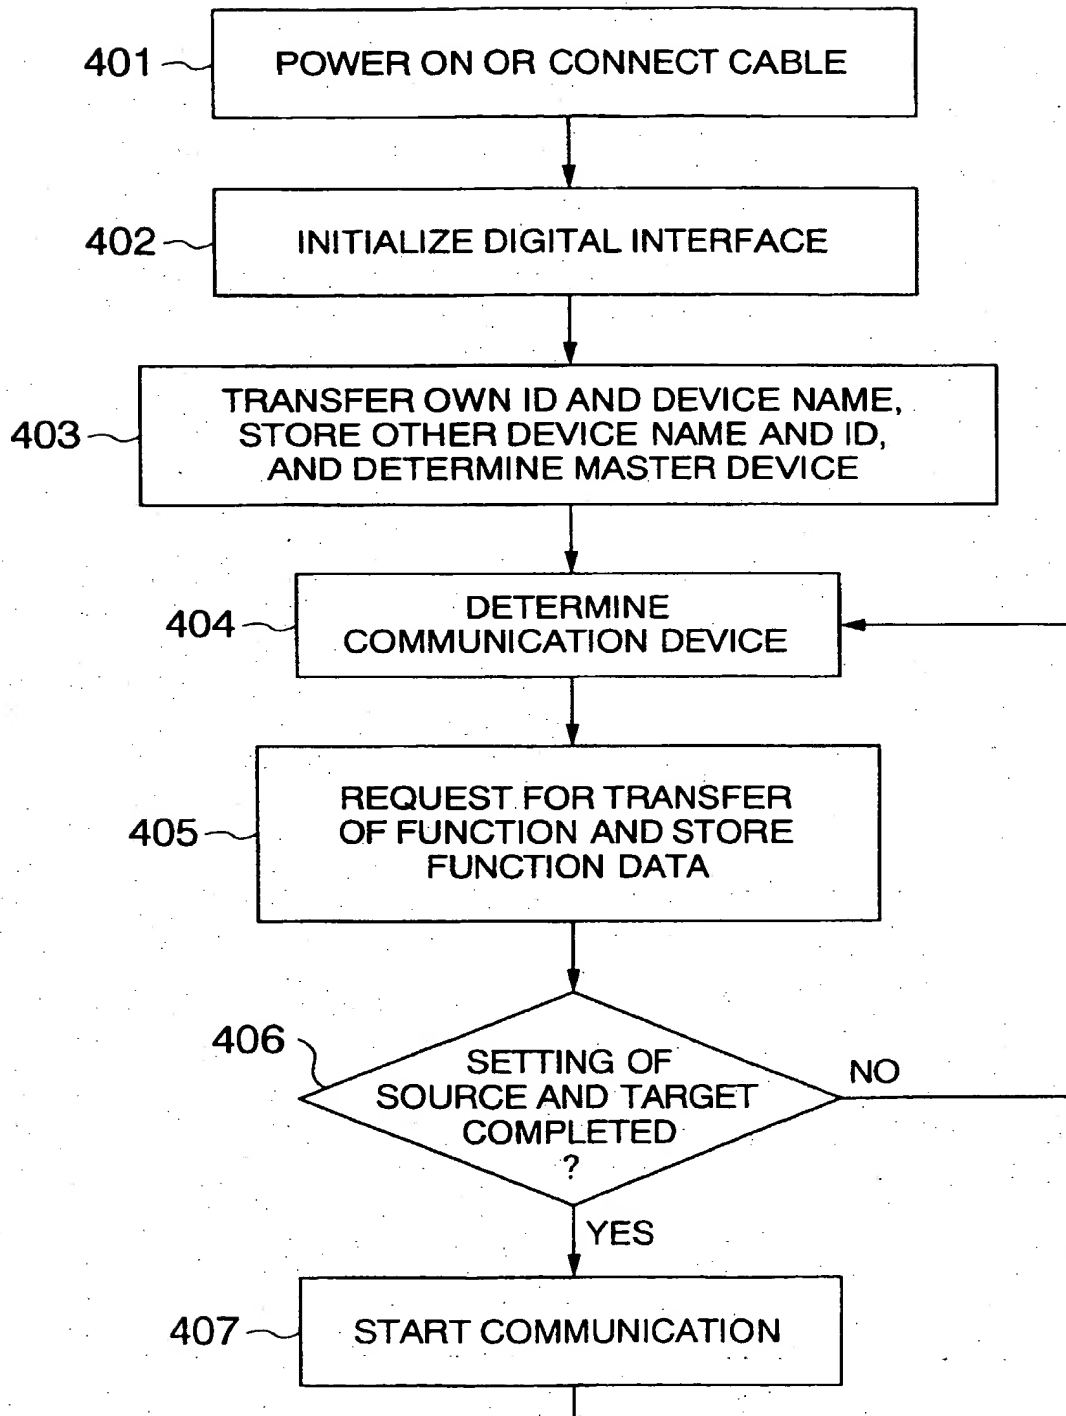 401
POWER ON OR CONNECT CABLE
402
INITIALIZE DIGITAL INTERFACE
403
TRANSFER OWN ID AND DEVICE NAME,
STORE OTHER DEVICE NAME AND ID,
AND DETERMINE MASTER DEVICE
404
DETERMINE
COMMUNICATION DEVICE
405
REQUEST FOR TRANSFER
OF FUNCTION AND STORE
FUNCTION DATA
406
SETTING OF
SOURCE AND TARGET
COMPLETED
?
NO
YES
407
START COMMUNICATION